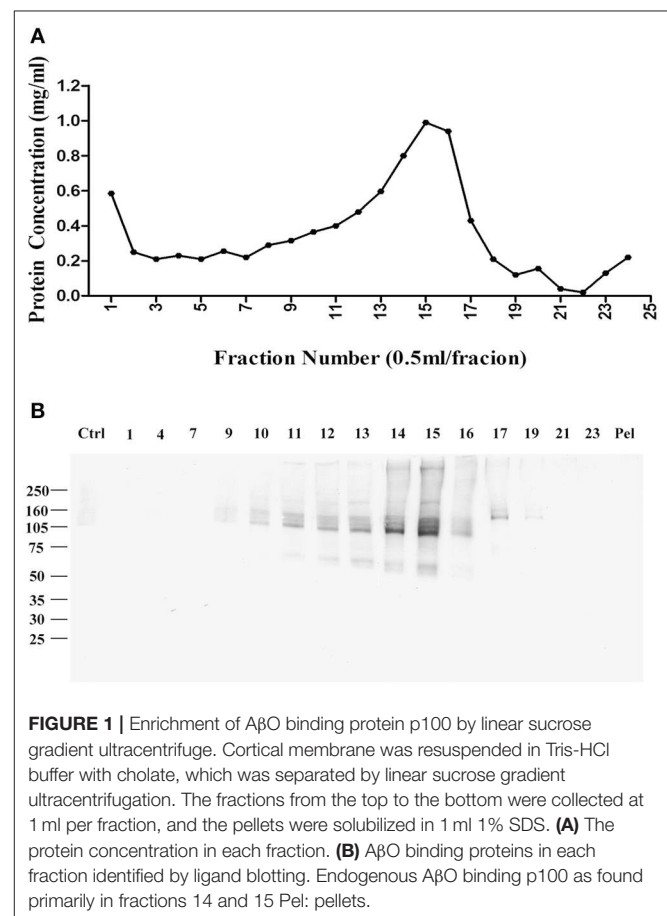 A
Protein Concentration (mg/ml)
1.2
1.0
0.8
0.6
0.4
0.2
0.0
1 3 5 7 9 11 13 15 17 19 21 23 25
Fraction Number (0.5ml/fracion)
B
Ctrl 1 4 7 9 10 11 12 13 14 15 16 17 19 21 23 Pel
250
160
105
75
50
35
30
25
FIGURE 1 | Enrichment of AβO binding protein p100 by linear sucrose
gradient ultracentrifuge. Cortical membrane was resuspended in Tris-HCl
buffer with cholate, which was separated by linear sucrose gradient
ultracentrifugation. The fractions from the top to the bottom were collected at
1 ml per fraction, and the pellets were solubilized in 1 ml 1% SDS. (A) The
protein concentration in each fraction. (B) AβO binding proteins in each
fraction identified by ligand blotting. Endogenous AβO binding p100 as found
primarily in fractions 14 and 15 Pel: pellets.